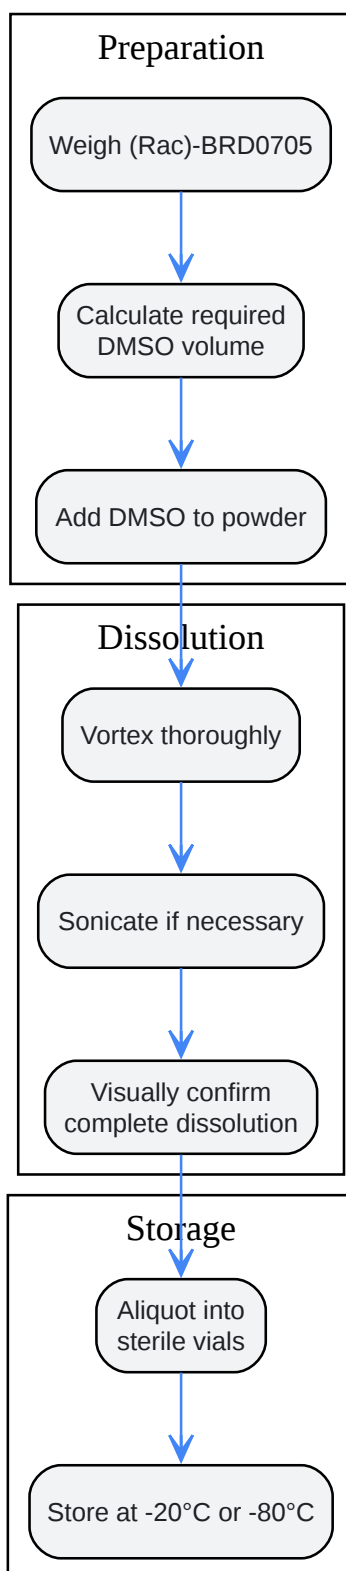 Preparation
Weigh (Rac)-BRD0705
Calculate required
DMSO volume
Add DMSO to powder
Dissolution
Vortex thoroughly
Sonicate if necessary
Visually confirm
complete dissolution
Storage
Aliquot into
sterile vials
Store at -20°C or -80°C